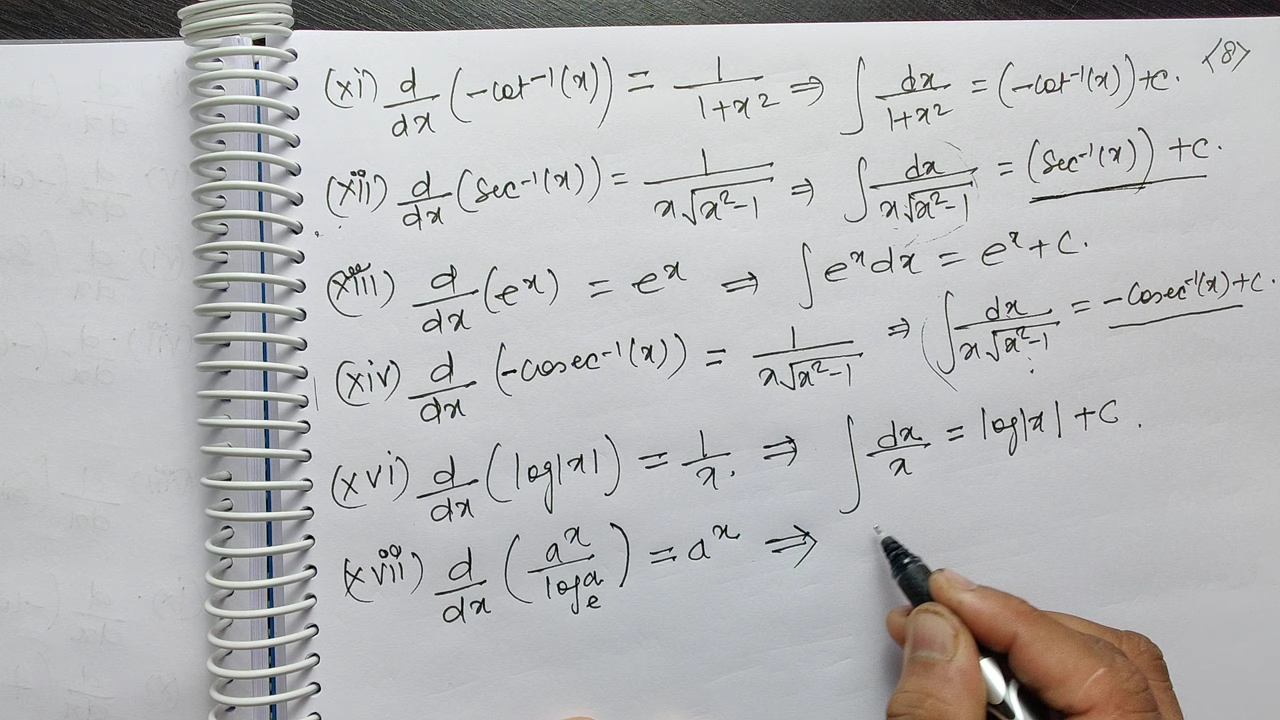 (xi) d/dx (-cot⁻¹(x)) = 1/(1+x²) ⇒ ∫ dx/(1+x²) = (-cot⁻¹(x))+C. <8>
(xii) d/dx (sec⁻¹(x)) = 1/(x√(x²-1)) ⇒ ∫ dx/(x√(x²-1)) = (sec⁻¹(x)) +C.
(xiii) d/dx (eˣ) = eˣ ⇒ ∫ eˣdx = eˣ+C.
(xiv) d/dx (-cosec⁻¹(x)) = 1/(x√(x²-1)) ⇒ ∫ dx/(x√(x²-1)) = -cosec⁻¹(x)+C.
(xvi) d/dx (log|x|) = 1/x. ⇒ ∫ dx/x = log|x| +C.
(xvii) d/dx (aˣ/logₑa) = aˣ ⇒